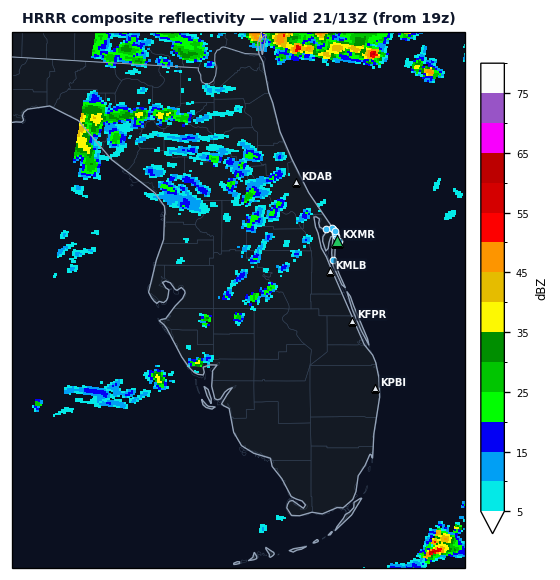 HRRR composite reflectivity — valid 21/13Z (from 19z)
KDAB
KXMR
KMLB
KFPR
KPBI
75
65
55
45
35
25
15
5
dBZ